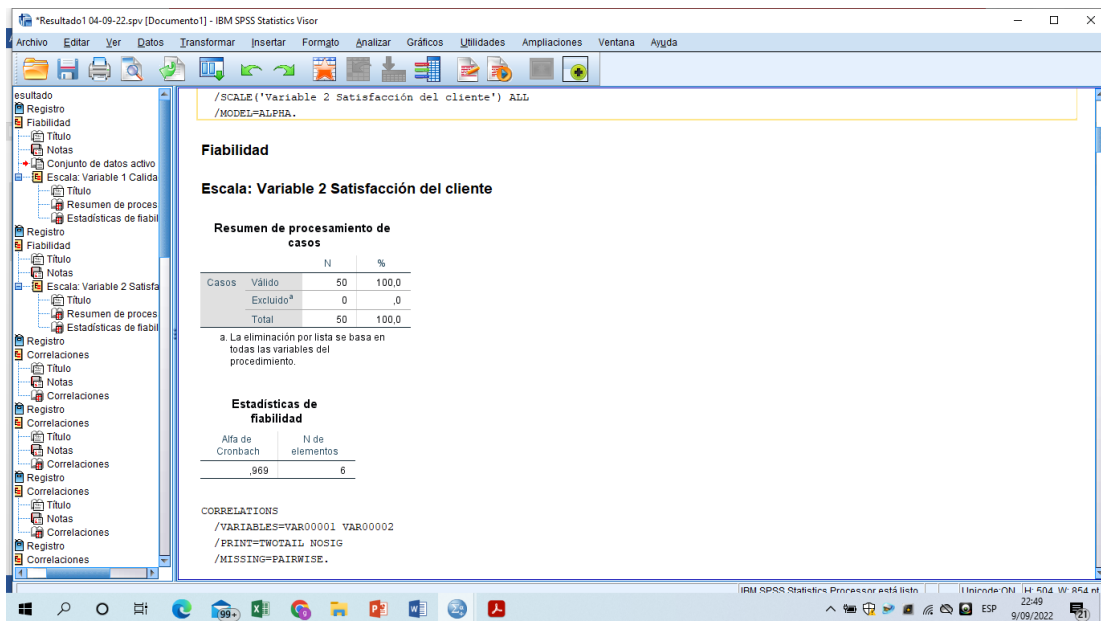 *Resultado1 04-09-22.spv [Documento1] - IBM SPSS Statistics Visor
Archivo Editar Ver Datos Transformar Insertar Formato Analizar Gráficos Utilidades Ampliaciones Ventana Ayuda
esultado
Registro
Fiabilidad
Título
Notas
Conjunto de datos activo
Escala: Variable 1 Calida
Título
Resumen de proces
Estadísticas de fiabil
Registro
Fiabilidad
Título
Notas
Escala: Variable 2 Satisfa
Título
Resumen de proces
Estadísticas de fiabil
Registro
Correlaciones
Título
Notas
Correlaciones
Registro
Correlaciones
Título
Notas
Correlaciones
Registro
Correlaciones
Título
Notas
Correlaciones
Registro
Correlaciones
/SCALE('Variable 2 Satisfacción del cliente') ALL
/MODEL=ALPHA.
Fiabilidad
Escala: Variable 2 Satisfacción del cliente
Resumen de procesamiento de
casos
N %
Casos Válido 50 100,0
Excluido a 0 ,0
Total 50 100,0
a. La eliminación por lista se basa en
todas las variables del
procedimiento.
Estadísticas de
fiabilidad
Alfa de N de
Cronbach elementos
,969 6
CORRELATIONS
/VARIABLES=VAR00001 VAR00002
/PRINT=TWOTAIL NOSIG
/MISSING=PAIRWISE.
IBM SPSS Statistics Processor está listo Unicode:ON H: 504, W: 854 pt
99+ ESP 22:49
9/09/2022 21